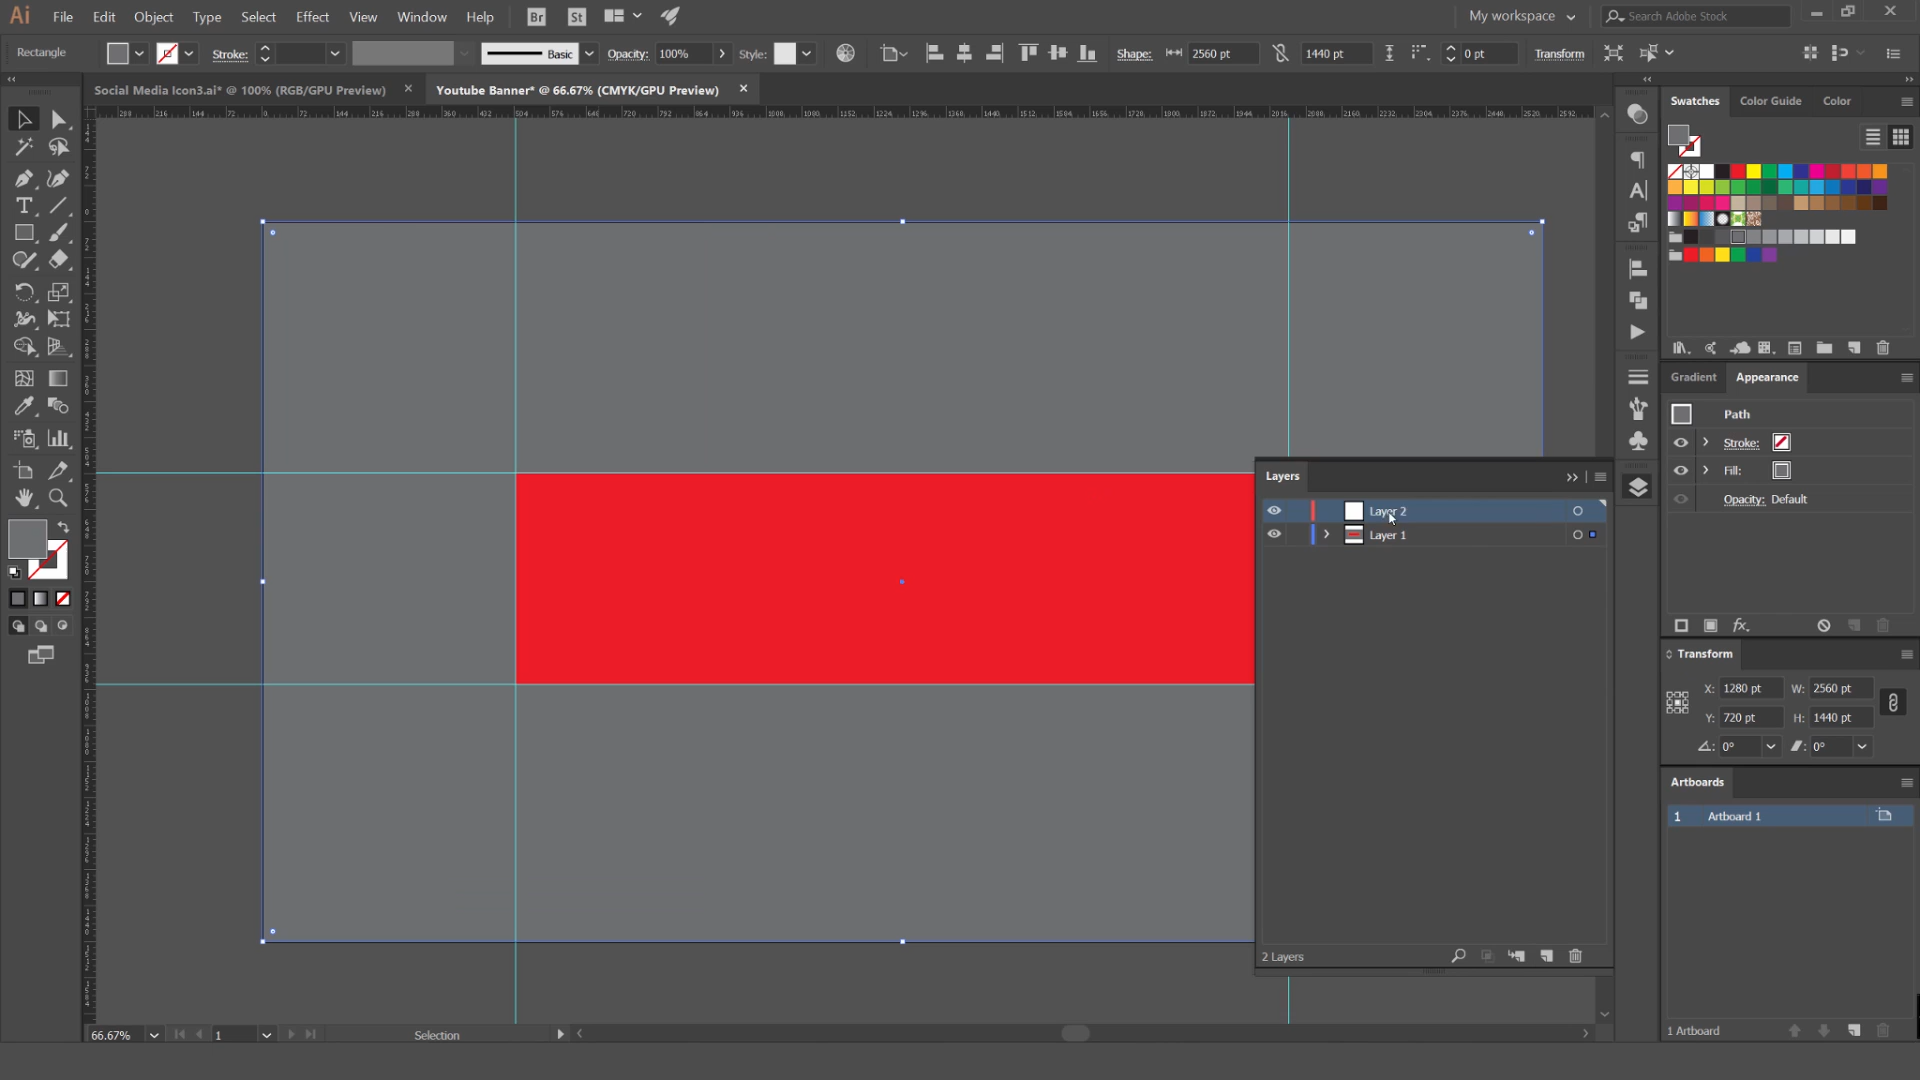 Ai File Edit Object Type Select Effect View Window Help Br St My workspace Search Adobe Stock
Rectangle Stroke: Basic Opacity: 100% Style: Shape: 2560 pt 1440 pt 0 pt Transform
Social Media Icon3.ai* @ 100% (RGB/GPU Preview) Youtube Banner* @ 66.67% (CMYK/GPU Preview)
Swatches Color Guide Color
Gradient Appearance
Path
Stroke:
Fill:
Opacity: Default
fx
Layers
Layer 2
Layer 1
2 Layers
Transform
X: 1280 pt W: 2560 pt
Y: 720 pt H: 1440 pt
0° 0°
Artboards
1 Artboard 1
1 Artboard
66.67% 1 Selection